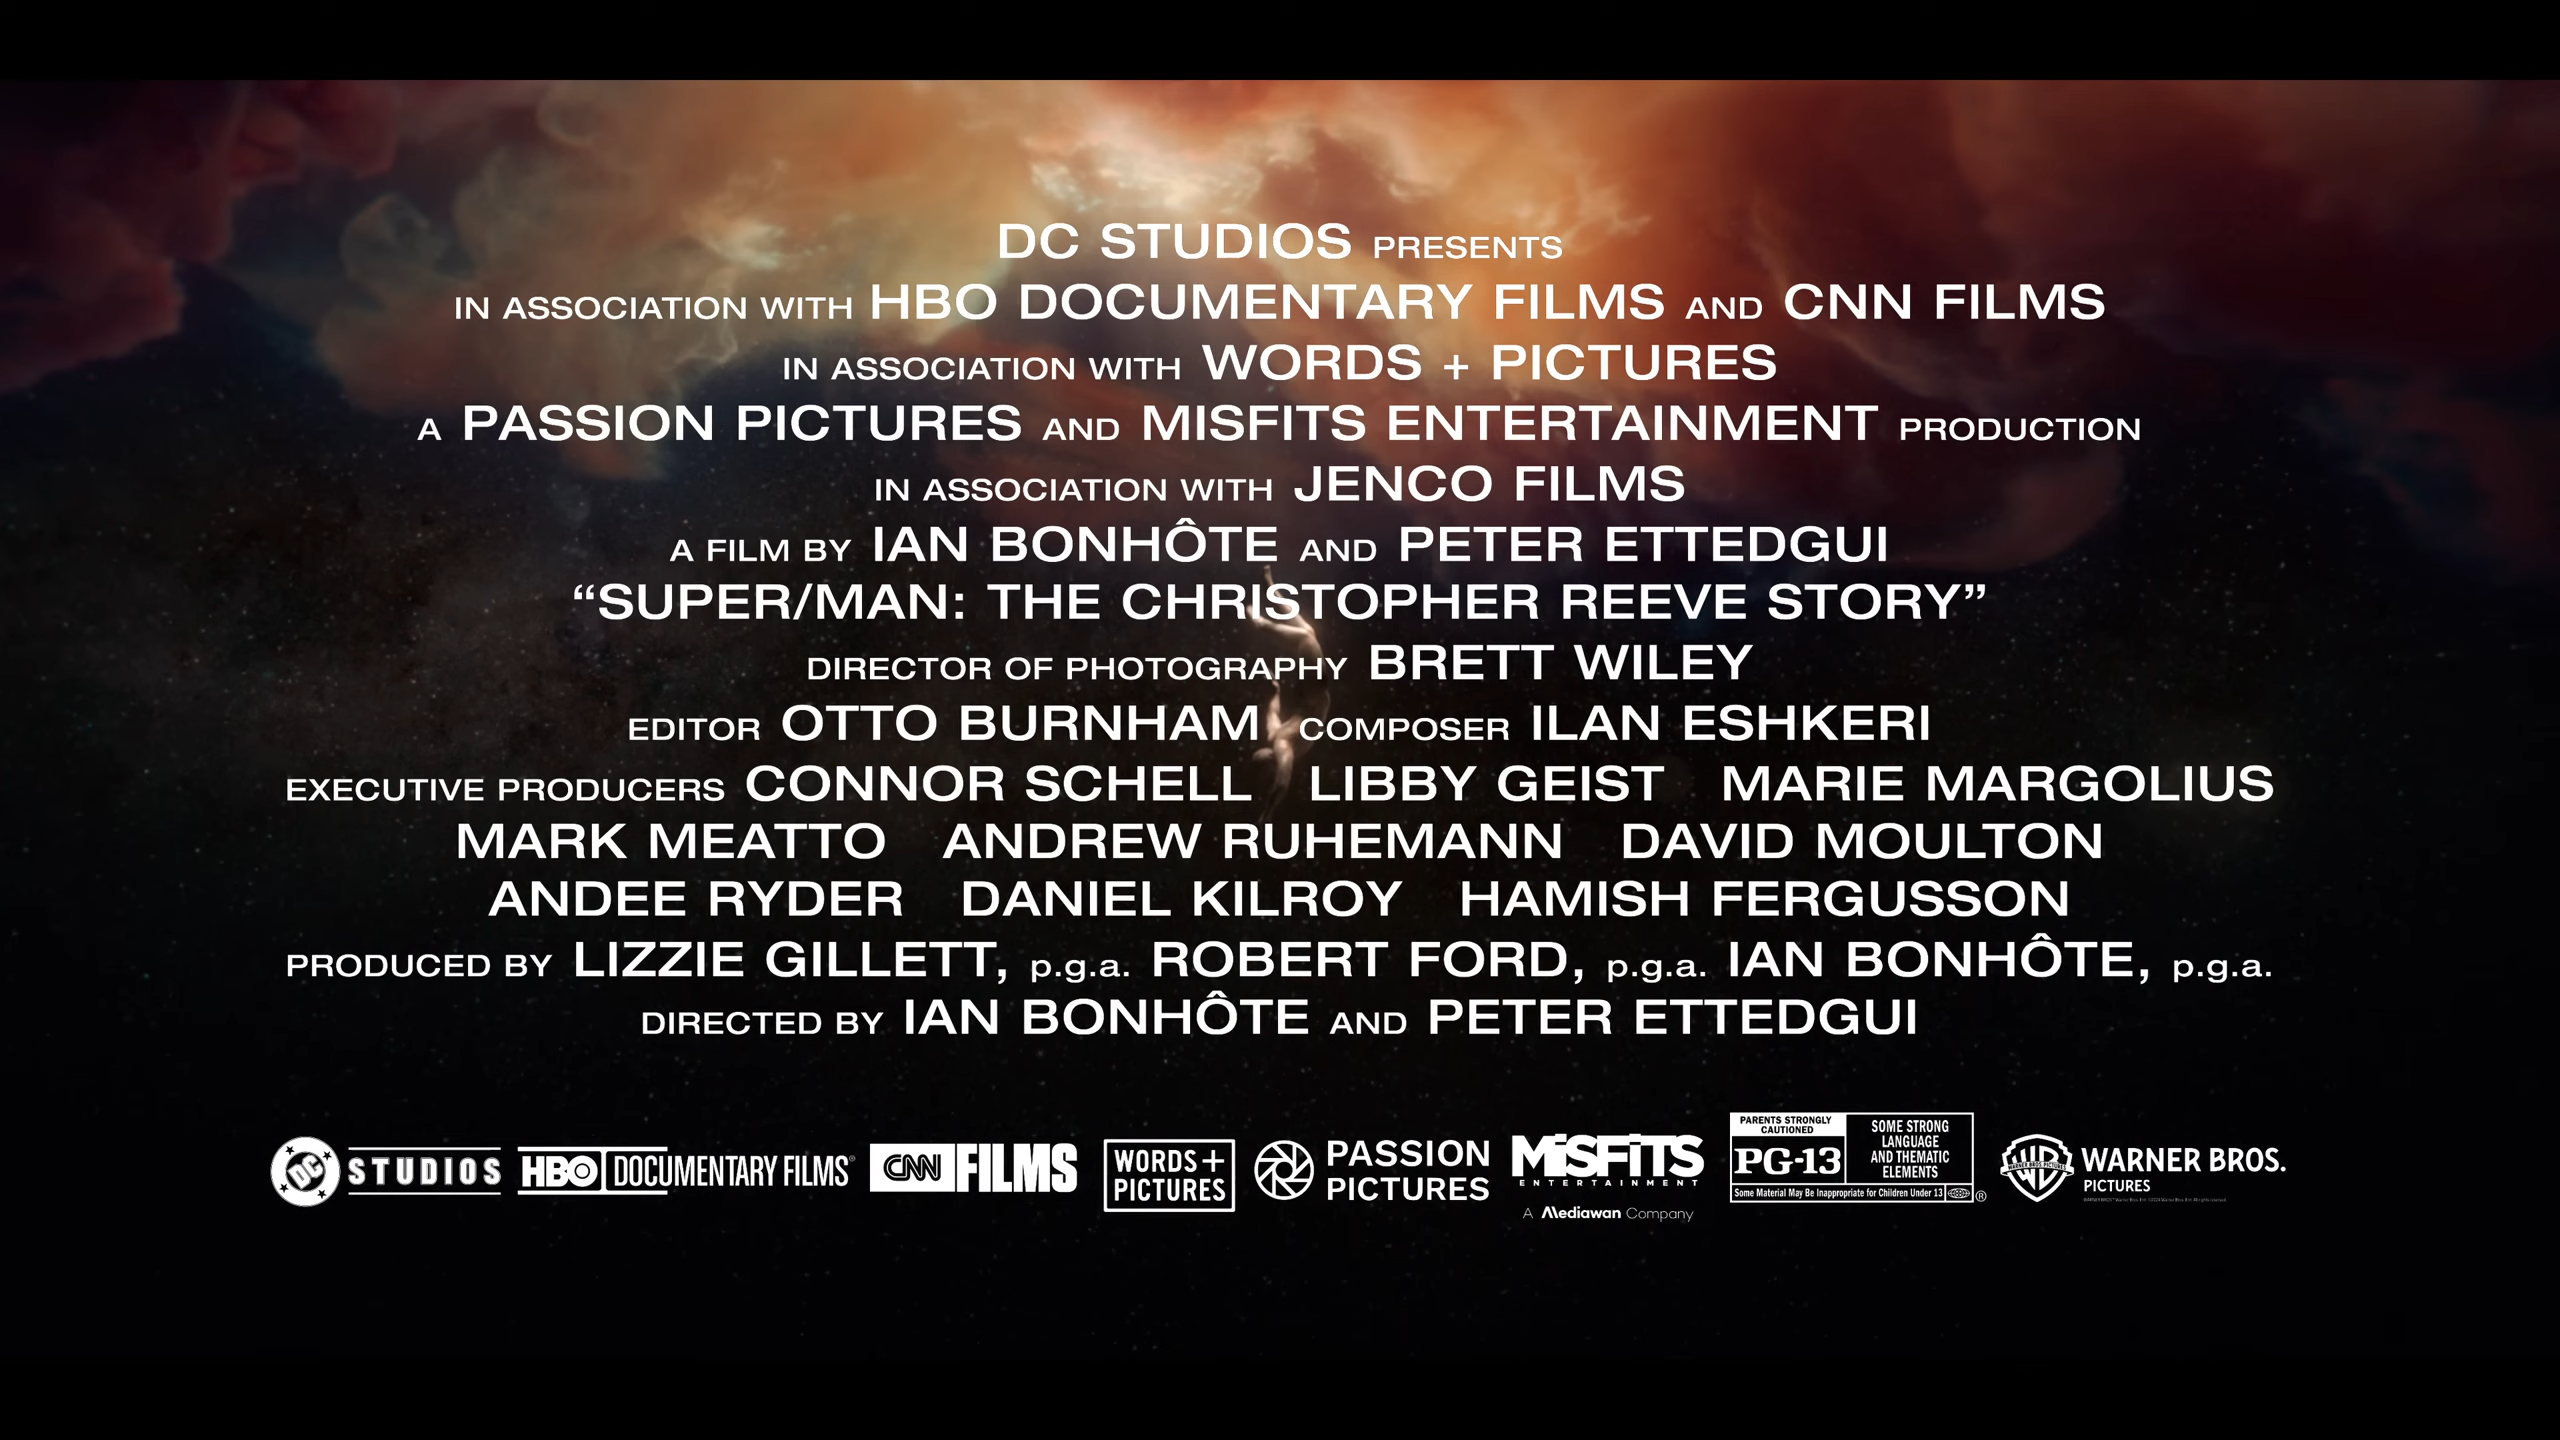 DC STUDIOS PRESENTS
IN ASSOCIATION WITH HBO DOCUMENTARY FILMS AND CNN FILMS
IN ASSOCIATION WITH WORDS + PICTURES
A PASSION PICTURES AND MISFITS ENTERTAINMENT PRODUCTION
IN ASSOCIATION WITH JENCO FILMS
A FILM BY IAN BONHÔTE AND PETER ETTEDGUI
“SUPER/MAN: THE CHRISTOPHER REEVE STORY”
DIRECTOR OF PHOTOGRAPHY BRETT WILEY
EDITOR OTTO BURNHAM COMPOSER ILAN ESHKERI
EXECUTIVE PRODUCERS CONNOR SCHELL LIBBY GEIST MARIE MARGOLIUS
MARK MEATTO ANDREW RUHEMANN DAVID MOULTON
ANDEE RYDER DANIEL KILROY HAMISH FERGUSSON
PRODUCED BY LIZZIE GILLETT, p.g.a. ROBERT FORD, p.g.a. IAN BONHÔTE, p.g.a.
DIRECTED BY IAN BONHÔTE AND PETER ETTEDGUI
DC STUDIOS
HBO DOCUMENTARY FILMS®
CNN FILMS
WORDS +
PICTURES
PASSION
PICTURES
MiSFiTS
ENTERTAINMENT
A Mediawan Company
PARENTS STRONGLY
CAUTIONED
PG-13
SOME STRONG
LANGUAGE
AND THEMATIC
ELEMENTS
Some Material May Be Inappropriate for Children Under 13 ®
WB
WARNER BROS.
PICTURES